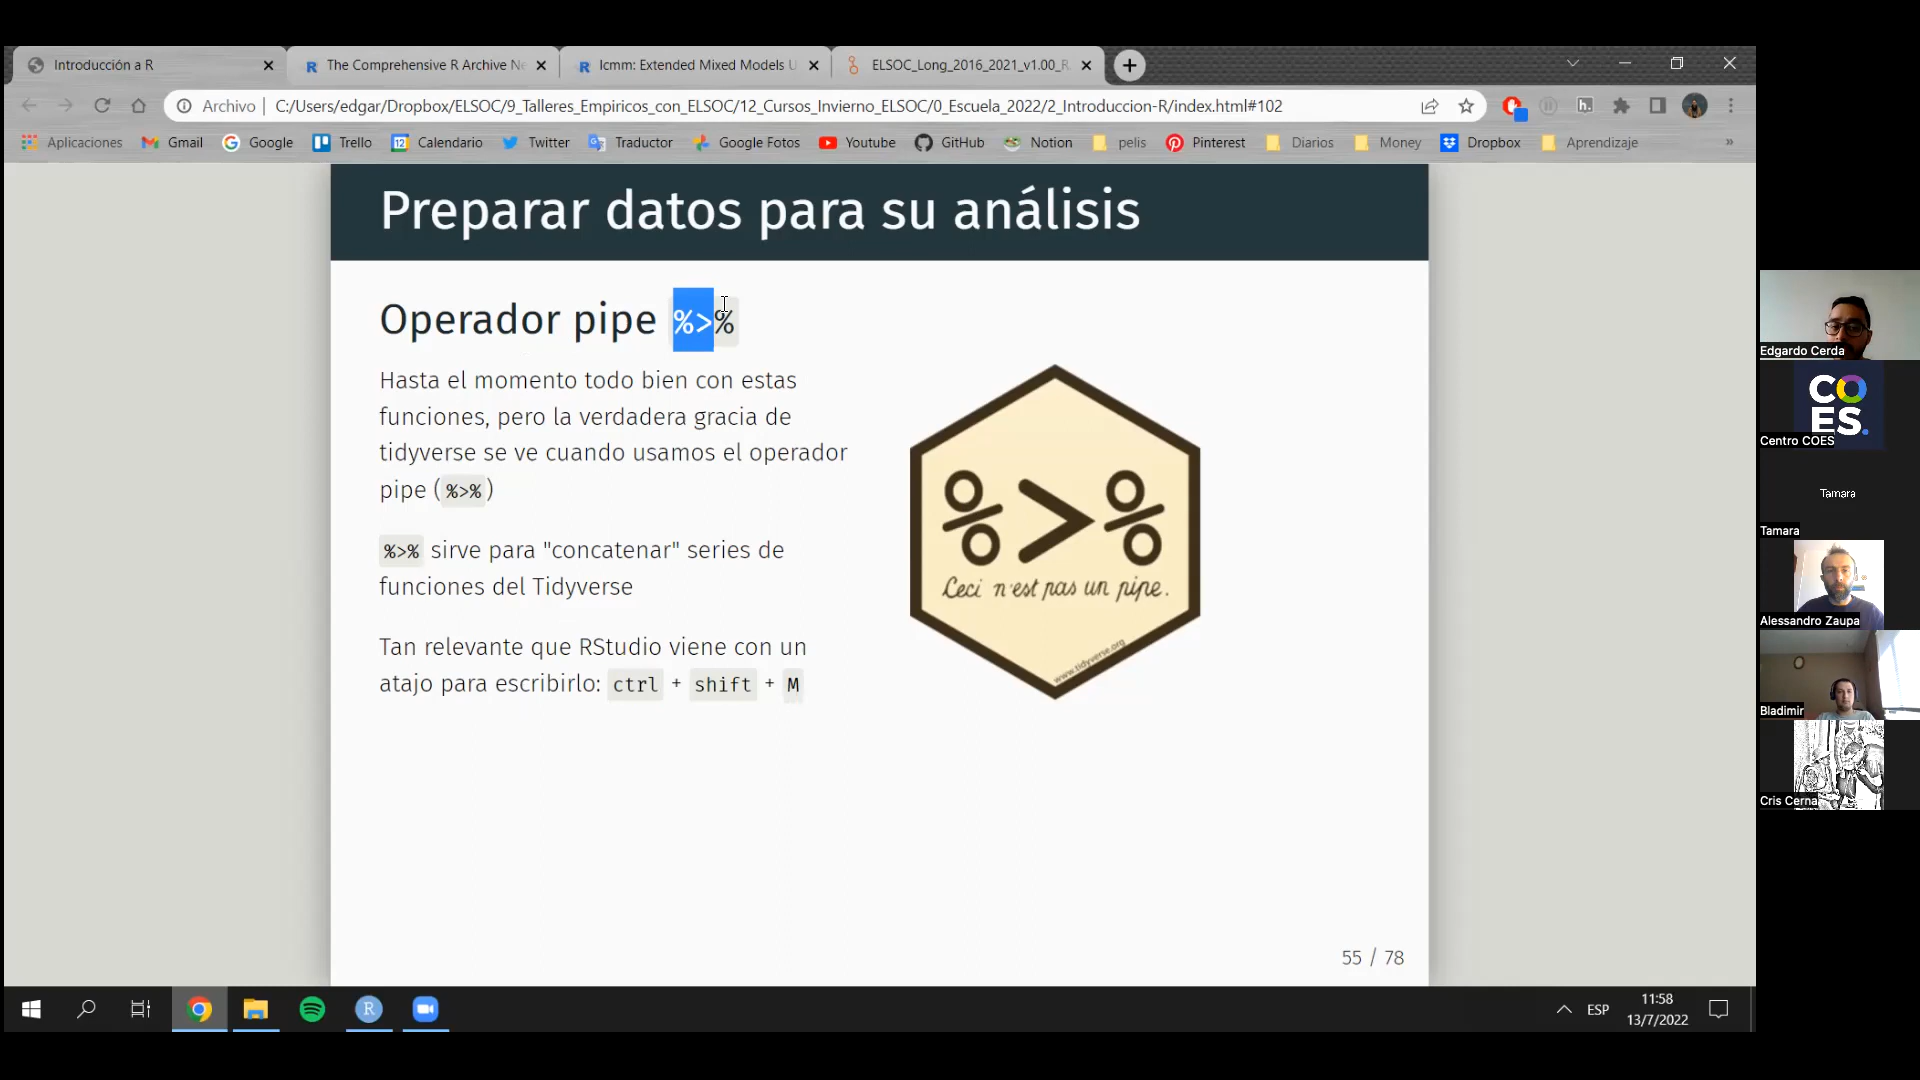 Introducción a R
The Comprehensive R Archive Ne
lcmm: Extended Mixed Models U
ELSOC_Long_2016_2021_v1.00_R
Archivo
C:/Users/edgar/Dropbox/ELSOC/9_Talleres_Empiricos_con_ELSOC/12_Cursos_Invierno_ELSOC/0_Escuela_2022/2_Introduccion-R/index.html#102
Aplicaciones
Gmail
Google
Trello
Calendario
Twitter
Traductor
Google Fotos
Youtube
GitHub
Notion
pelis
Pinterest
Diarios
Money
Dropbox
Aprendizaje
»
Preparar datos para su análisis
Operador pipe %>%
Hasta el momento todo bien con estas
funciones, pero la verdadera gracia de
tidyverse se ve cuando usamos el operador
pipe ( %>% )
%>% sirve para "concatenar" series de
funciones del Tidyverse
Tan relevante que RStudio viene con un
atajo para escribirlo: ctrl + shift + M
%>%
Ceci n'est pas un pipe.
www.tidyverse.org
55 / 78
Edgardo Cerda
COES.
Centro COES
Tamara
Tamara
Alessandro Zaupa
Bladimir
Cris Cerna
ESP
11:58
13/7/2022